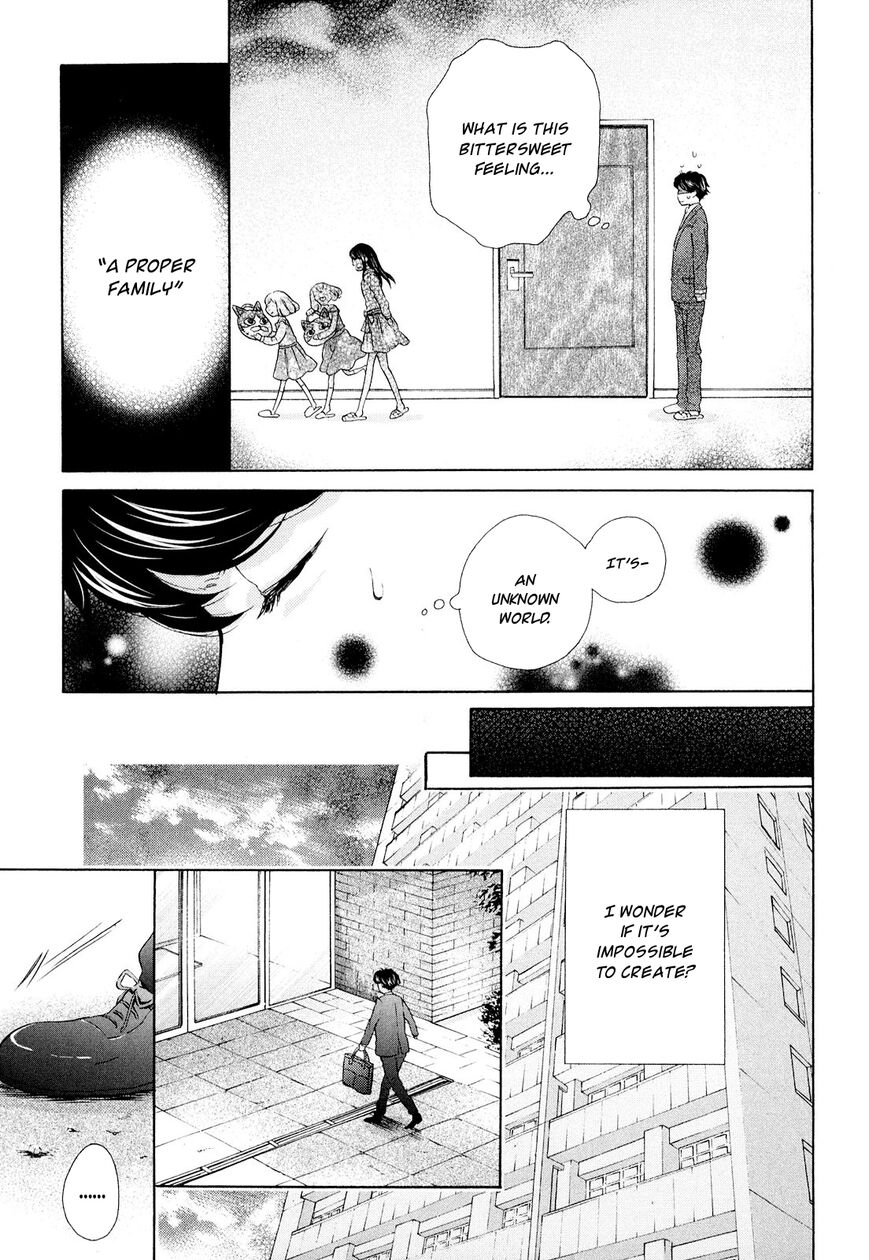 WHAT IS THIS
BITTERSWEET
FEELING...
"A PROPER
FAMILY"
IT'S-
AN
UNKNOWN
WORLD.
I WONDER
IF IT'S
IMPOSSIBLE
TO CREATE?
......